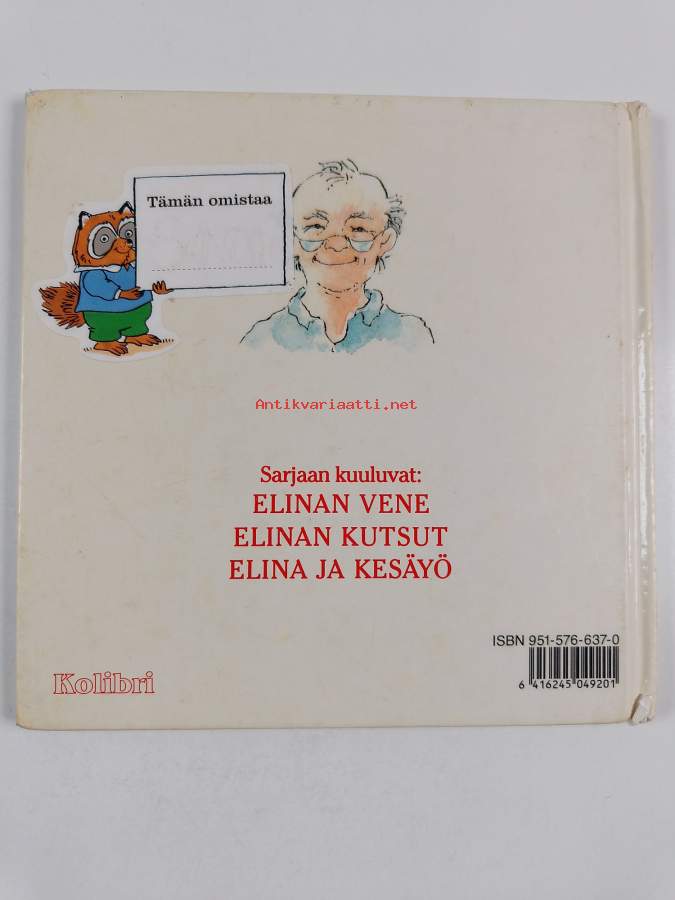 Tämän omistaa
Antikvariaatti.net
Sarjaan kuuluvat:
ELINAN VENE
ELINAN KUTSUT
ELINA JA KESÄYÖ
ISBN 951-576-637-0
6 416245 049201
Kolibri